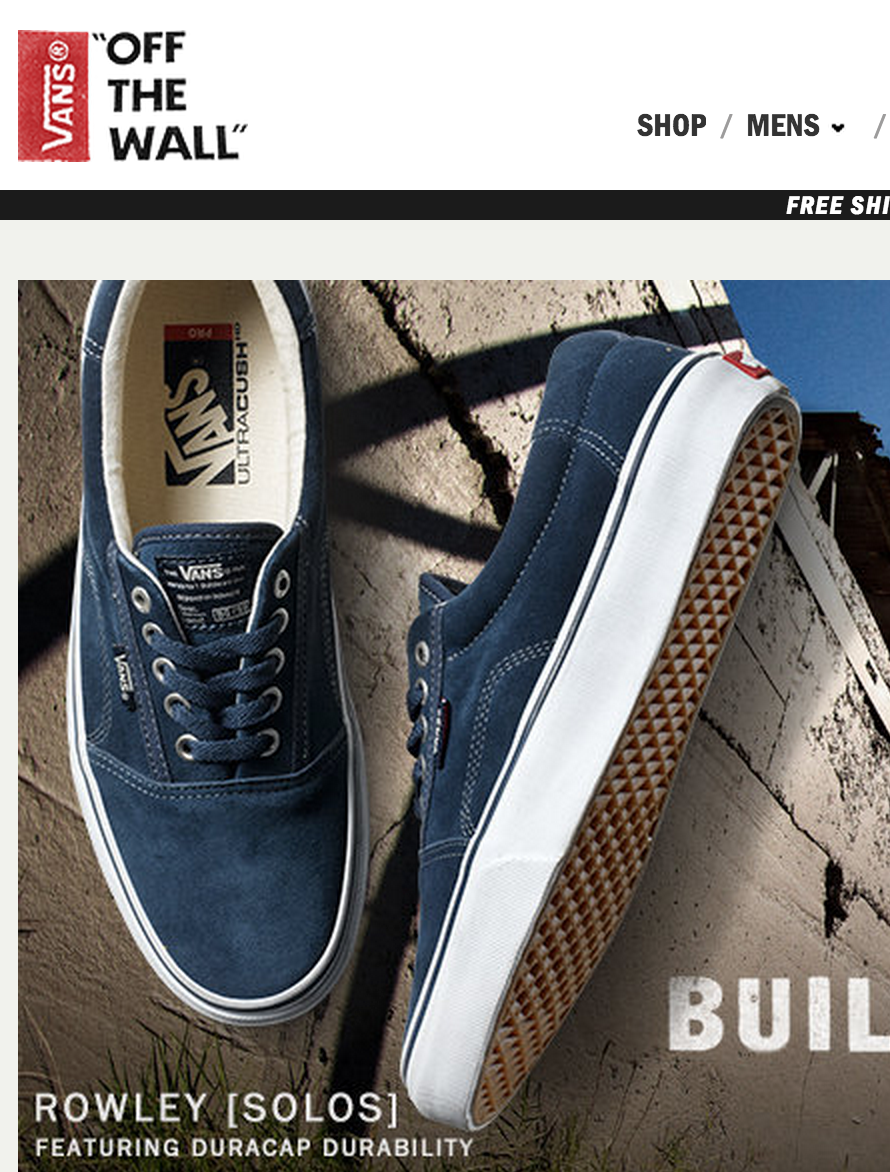 VANS®
"OFF
THE
WALL"
SHOP / MENS /
FREE SHI
PRO
VANS
ULTRACUSH HD
VANS
VANS
BUIL
ROWLEY [SOLOS]
FEATURING DURACAP DURABILITY